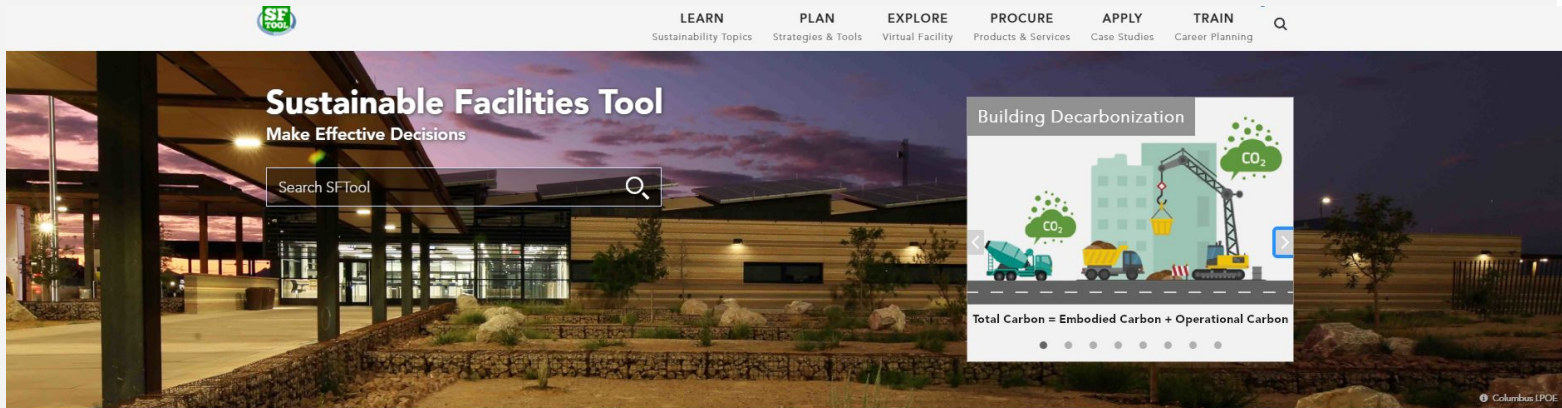 SF
TOOL
LEARN
Sustainability Topics
PLAN
Strategies & Tools
EXPLORE
Virtual Facility
PROCURE
Products & Services
APPLY
Case Studies
TRAIN
Career Planning
Sustainable Facilities Tool
Make Effective Decisions
Search SFTool
Building Decarbonization
CO₂
CO₂
Total Carbon = Embodied Carbon + Operational Carbon
Columbus LPOE